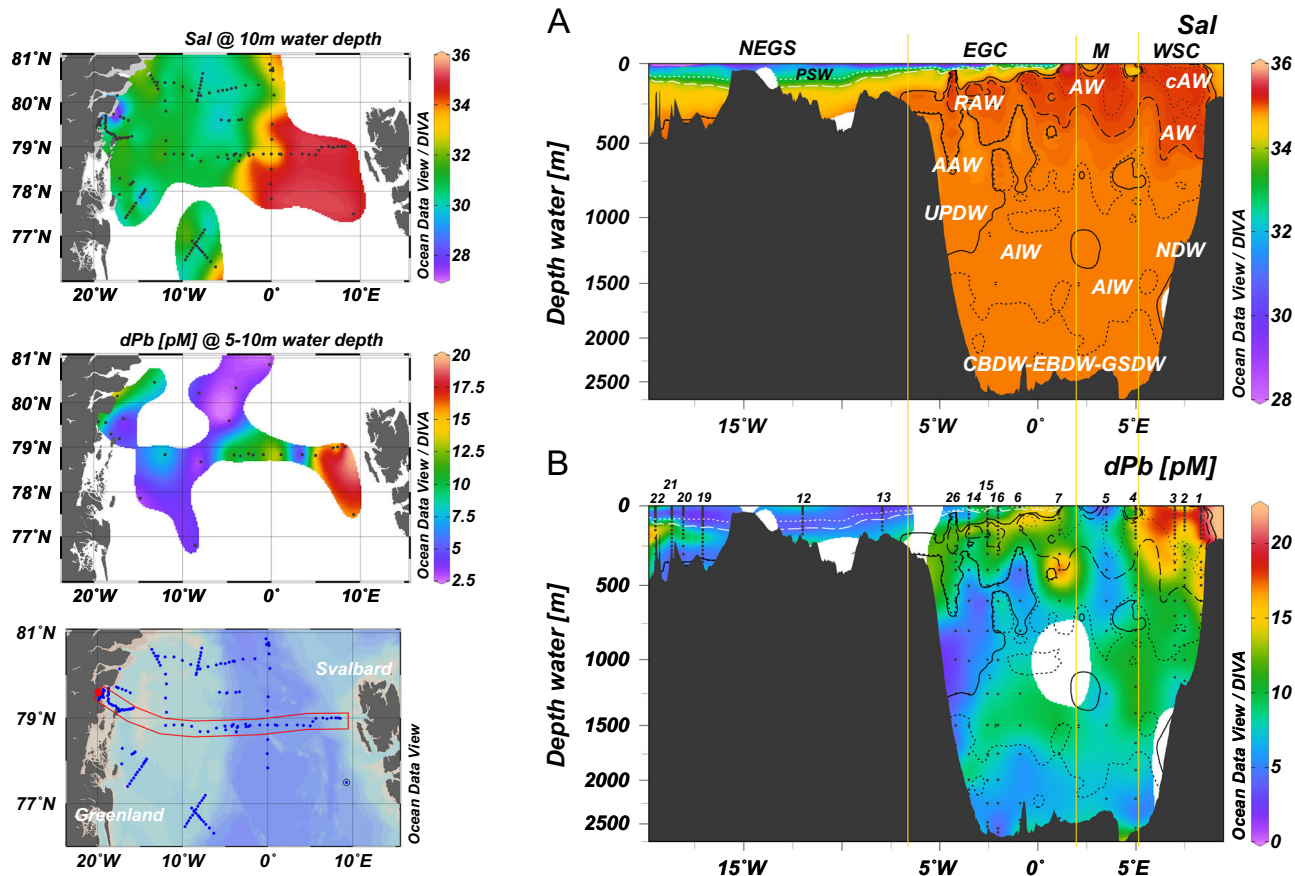 Sal @ 10m water depth
81˚N
80˚N
79˚N
78˚N
77˚N
20˚W 10˚W 0˚ 10˚E
36
34
32
30
28
26
Ocean Data View / DIVA
dPb [pM] @ 5-10m water depth
81˚N
80˚N
79˚N
78˚N
77˚N
20˚W 10˚W 0˚ 10˚E
20
17.5
15
12.5
10
7.5
5
2.5
Ocean Data View / DIVA
81˚N
79˚N
77˚N
Svalbard
Greenland
20˚W 10˚W 0˚ 10˚E
Ocean Data View
A
Sal
NEGS EGC M WSC
PSW RAW AW cAW
AW
AAW
UPDW
AIW NDW
AIW
CBDW-EBDW-GSDW
Depth water [m]
0
500
1000
1500
2000
2500
15˚W 5˚W 0˚ 5˚E
36
34
32
30
28
Ocean Data View / DIVA
B
dPb [pM]
22 21 20 19 12 13 26 14 15 16 6 7 5 4 3 2 1
Depth water [m]
0
500
1000
1500
2000
2500
15˚W 5˚W 0˚ 5˚E
20
15
10
5
0
Ocean Data View / DIVA